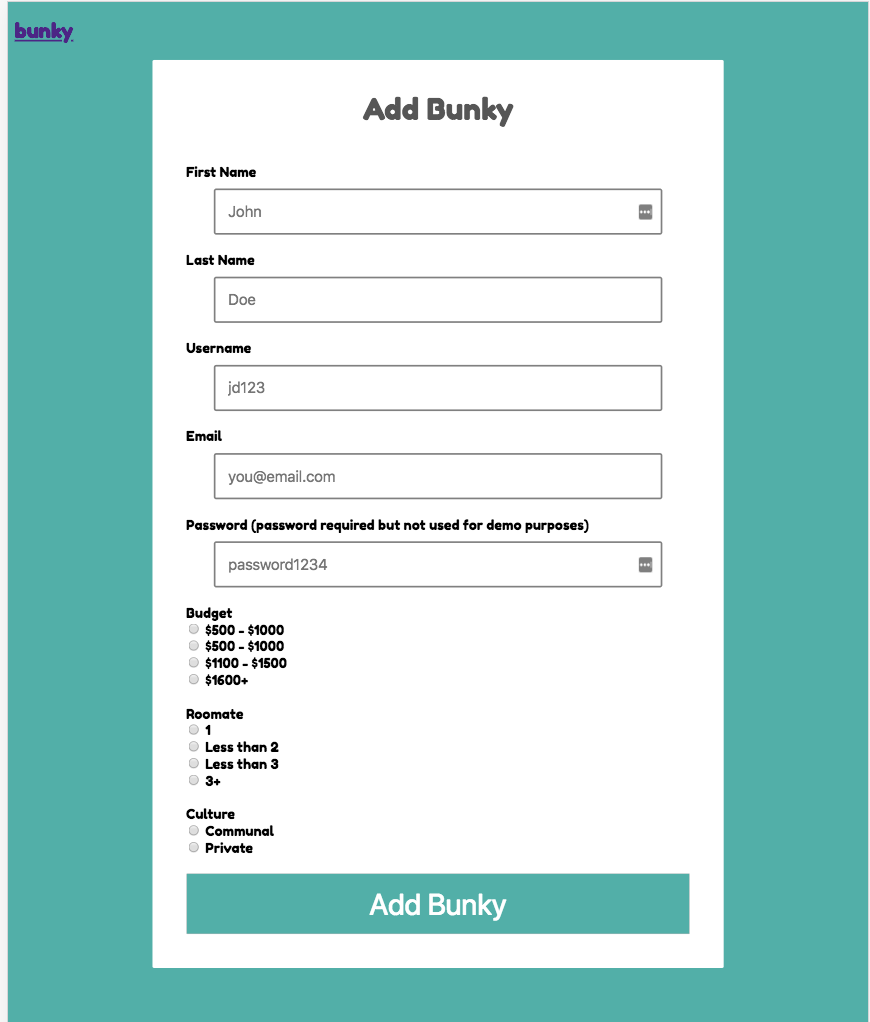 bunky
Add Bunky
First Name
John
Last Name
Doe
Username
jd123
Email
you@email.com
Password (password required but not used for demo purposes)
password1234
Budget
$500 - $1000
$500 - $1000
$1100 - $1500
$1600+
Roomate
1
Less than 2
Less than 3
3+
Culture
Communal
Private
Add Bunky